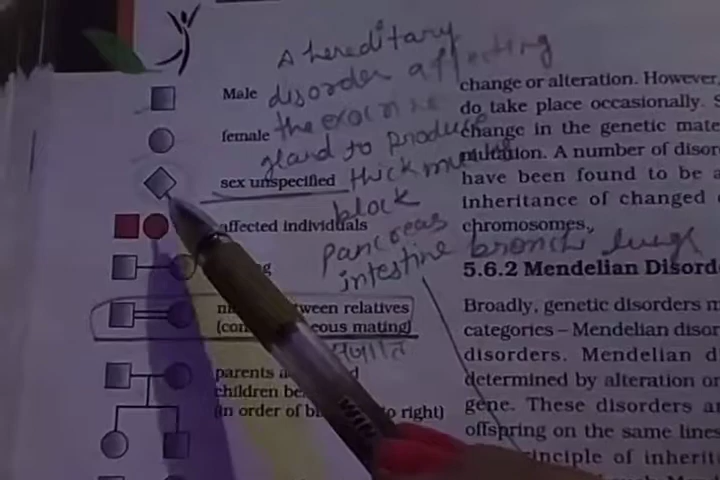 A hereditary
disorder affecting
the exocrine
gland to produce
thick mucus
block
pancreas
intestine bronchi lungs
Male
female
sex unspecified
affected individuals
between relatives
mating)
parents
children
(in order of to right)
change or alteration. However
do take place occasionally. S
change in the genetic mate
mutation. A number of disor
have been found to be a
inheritance of changed
chromosomes.
5.6.2 Mendelian Disord
Broadly, genetic disorders m
categories – Mendelian disor
disorders. Mendelian d
determined by alteration or
gene. These disorders a
offspring on the same lines
of inherit
WIN